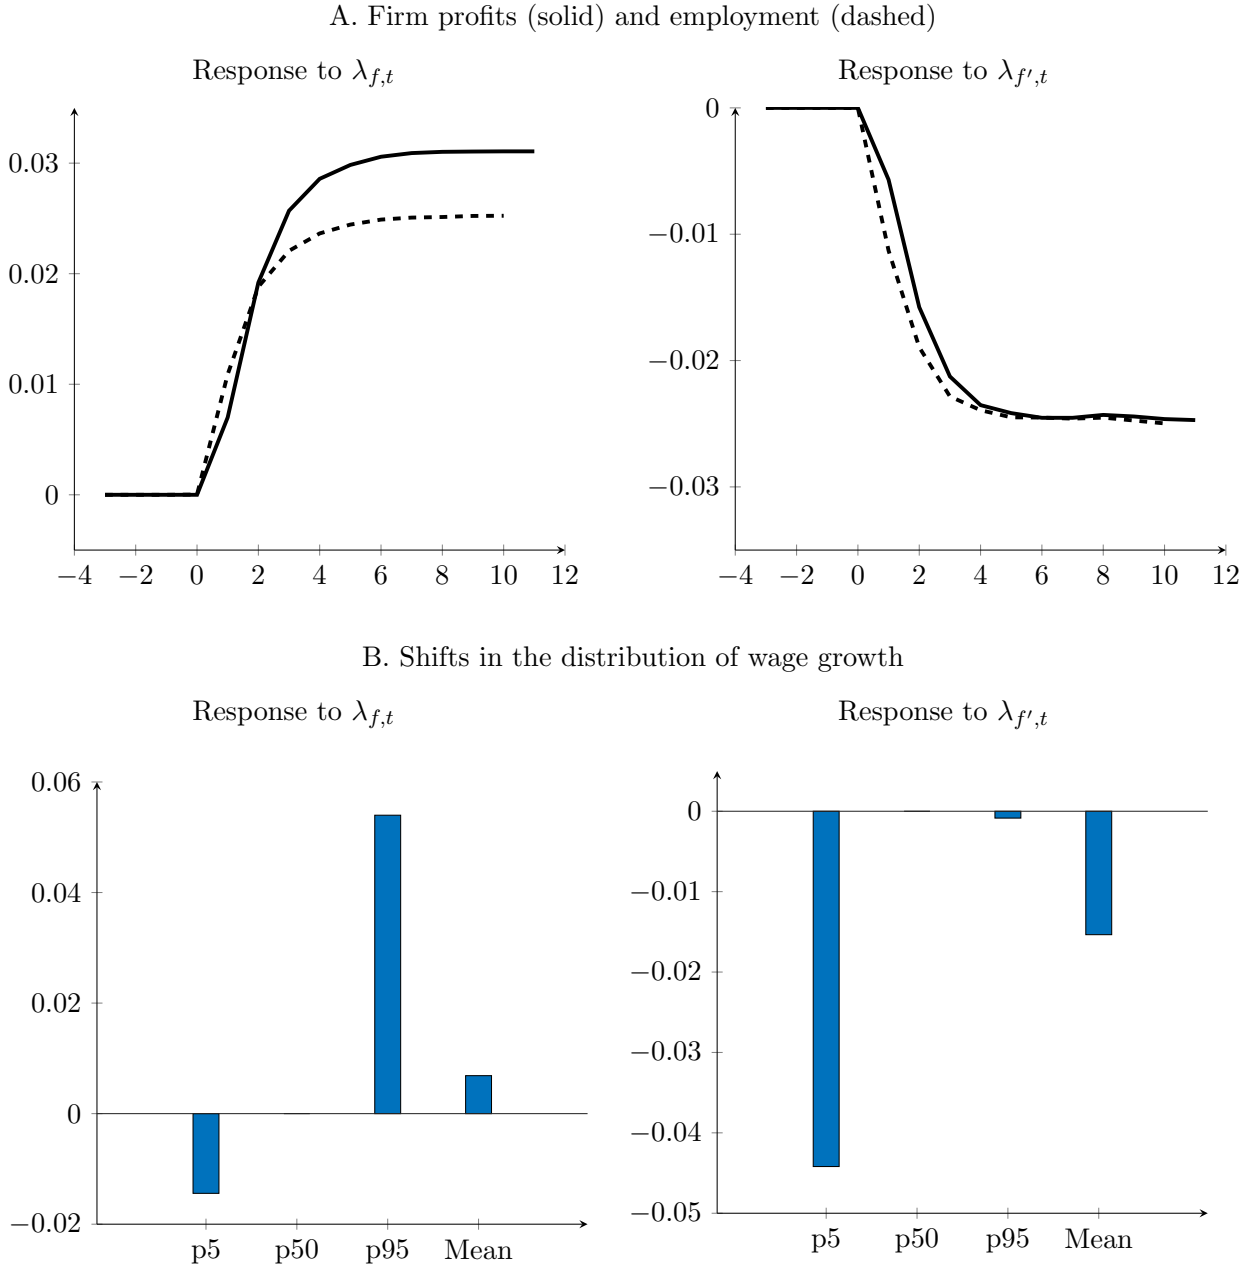 A. Firm profits (solid) and employment (dashed)
Response to λf,t
0.03
0.02
0.01
0
−4 −2 0 2 4 6 8 10 12
Response to λf′,t
0
−0.01
−0.02
−0.03
−4 −2 0 2 4 6 8 10 12
B. Shifts in the distribution of wage growth
Response to λf,t
0.06
0.04
0.02
0
−0.02
p5 p50 p95 Mean
Response to λf′,t
0
−0.01
−0.02
−0.03
−0.04
−0.05
p5 p50 p95 Mean